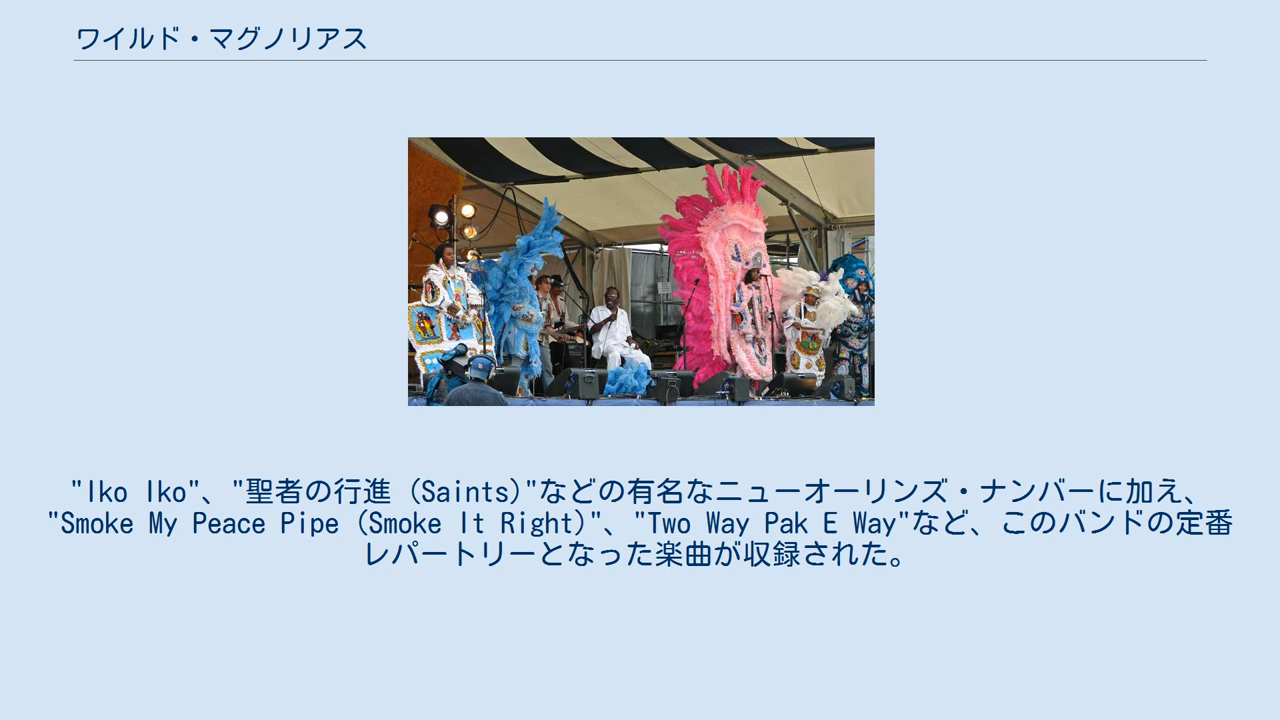 ワイルド・マグノリアス
"Iko Iko"、"聖者の行進 (Saints)"などの有名なニューオーリンズ・ナンバーに加え、
"Smoke My Peace Pipe (Smoke It Right)"、"Two Way Pak E Way"など、このバンドの定番
レパートリーとなった楽曲が収録された。